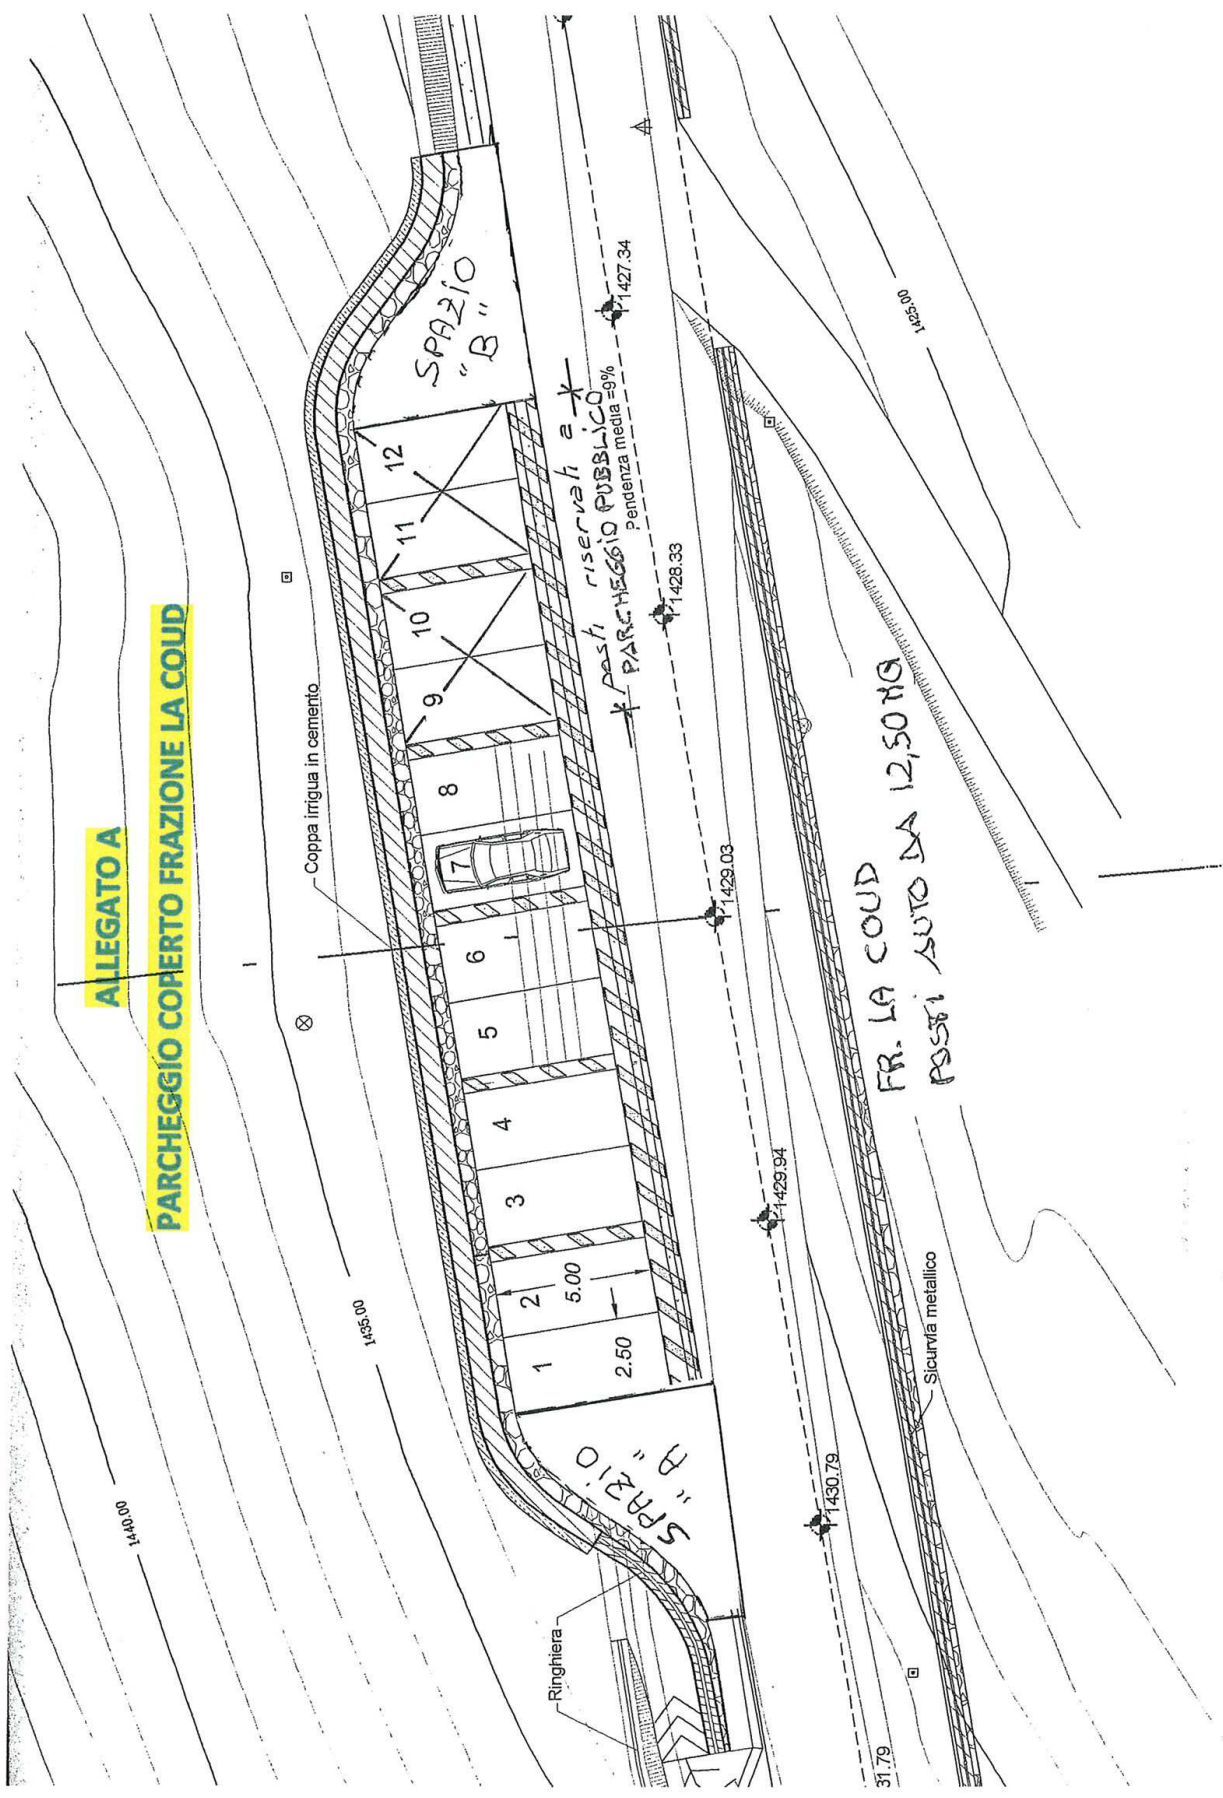 ALLEGATO A
PARCHEGGIO COPERTO FRAZIONE LA COUD
1440.00
1435.00
Coppa irrigua in cemento
Ringhiera
SPAZIO
"A"
1
2
3
4
5
6
7
8
9
10
11
12
2.50
5.00
SPAZIO
"B"
posti riservati a
PARCHEGGIO PUBBLICO
Pendenza media =9%
31.79
1430.79
1429.94
1429.03
1428.33
1427.34
1425.00
FR. LA COUD
POSTI AUTO DA 12,50 MQ
Sicurvia metallico